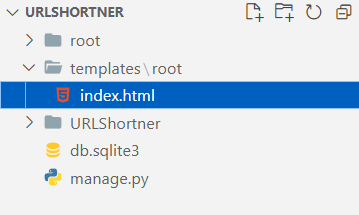 URLSHORTNER
root
templates\root
index.html
URLShortner
db.sqlite3
manage.py